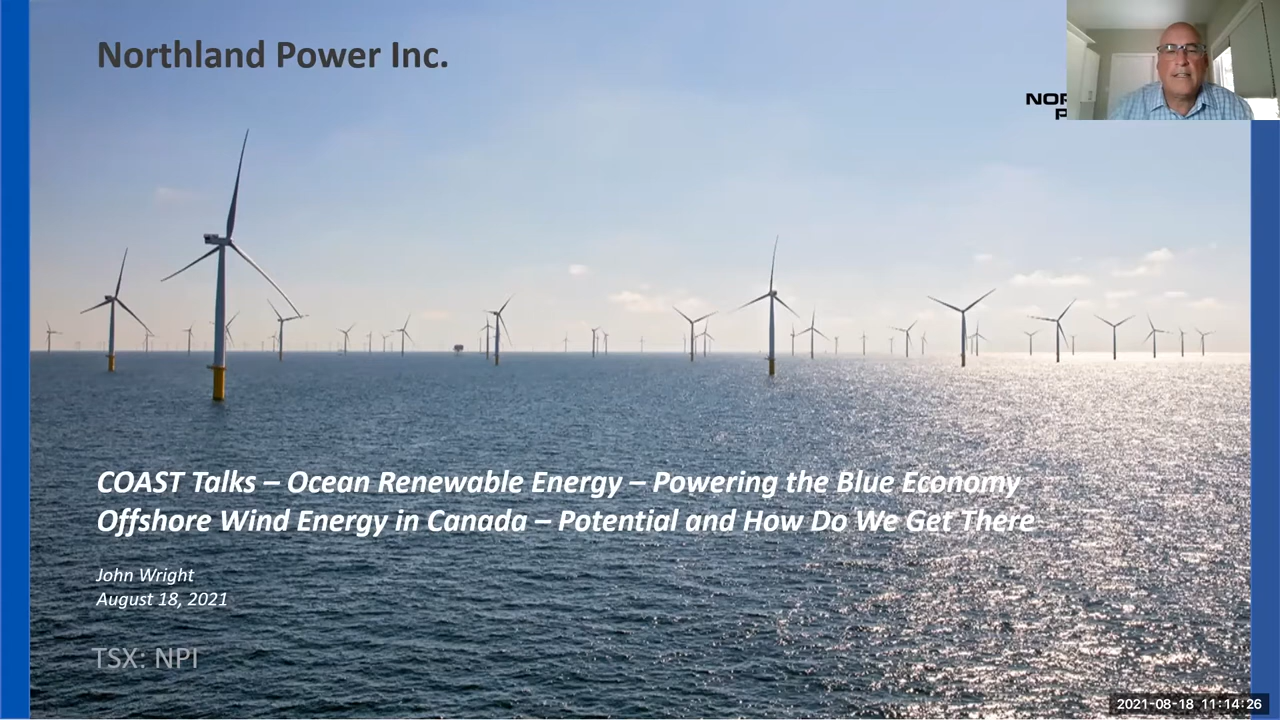 Northland Power Inc.
NOR
P
COAST Talks – Ocean Renewable Energy – Powering the Blue Economy
Offshore Wind Energy in Canada – Potential and How Do We Get There
John Wright
August 18, 2021
TSX: NPI
2021-08-18 11:14:26